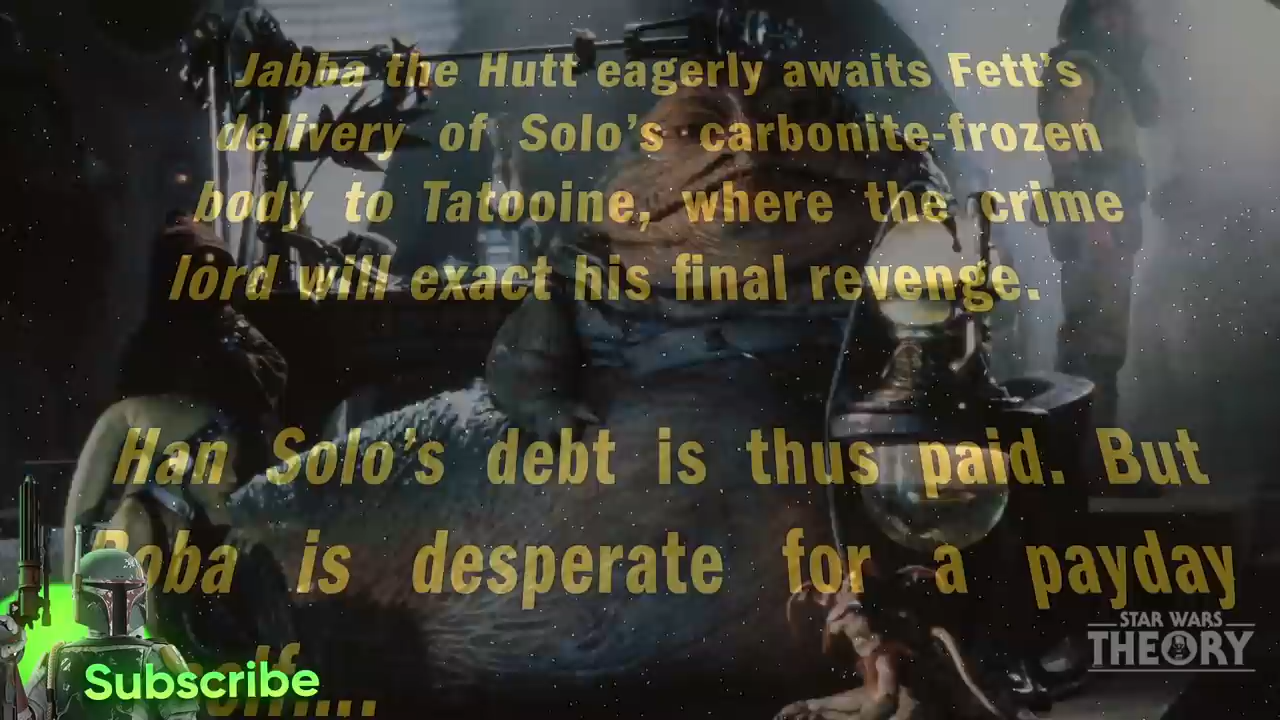 Jabba the Hutt eagerly awaits Fett’s
delivery of Solo’s carbonite-frozen
body to Tatooine, where the crime
lord will exact his final revenge.
Han Solo’s debt is thus paid. But
Boba is desperate for a payday
Subscribe
STAR WARS
THEORY